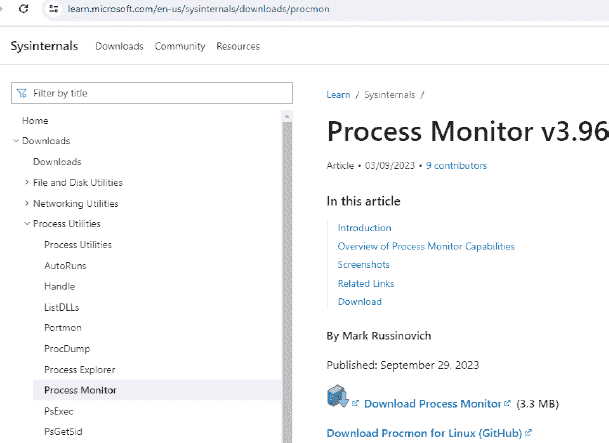 learn.microsoft.com/en-us/sysinternals/downloads/procmon
Sysinternals Downloads Community Resources
Filter by title
Home
Downloads
Downloads
File and Disk Utilities
Networking Utilities
Process Utilities
Process Utilities
AutoRuns
Handle
ListDLLs
Portmon
ProcDump
Process Explorer
Process Monitor
PsExec
PsGetSid
Learn / Sysinternals /
Process Monitor v3.96
Article • 03/09/2023 • 9 contributors
In this article
Introduction
Overview of Process Monitor Capabilities
Screenshots
Related Links
Download
By Mark Russinovich
Published: September 29, 2023
Download Process Monitor (3.3 MB)
Download Procmon for Linux (GitHub)